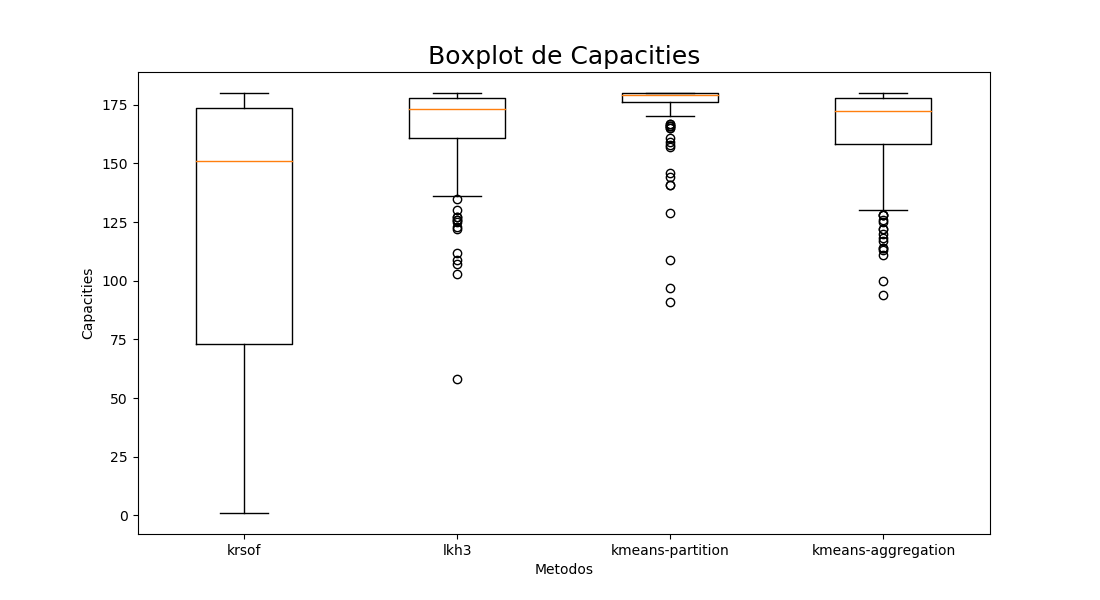 Boxplot de Capacities
Capacities
175
150
125
100
75
50
25
0
krsof lkh3 kmeans-partition kmeans-aggregation
Metodos